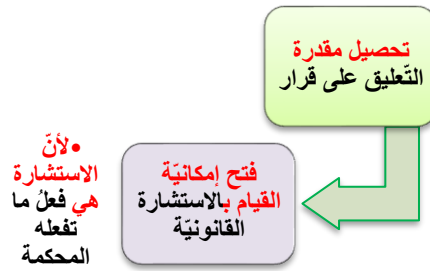 تحصيل مقدرة
التّعليق على قرار
فتح إمكانيّة
القيام بالاستشارة
القانونيّة
•لأنّ
الاستشارة
هي فعلُ ما
تفعله
المحكمة